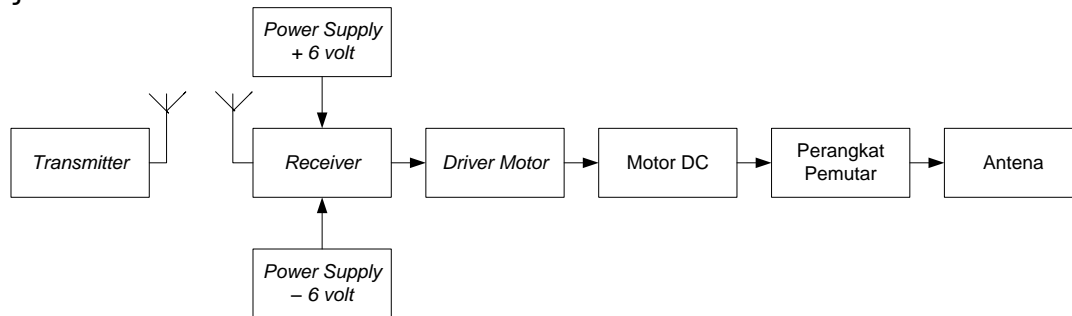 Power Supply
+ 6 volt
Transmitter
Receiver
Driver Motor
Motor DC
Perangkat
Pemutar
Antena
Power Supply
– 6 volt